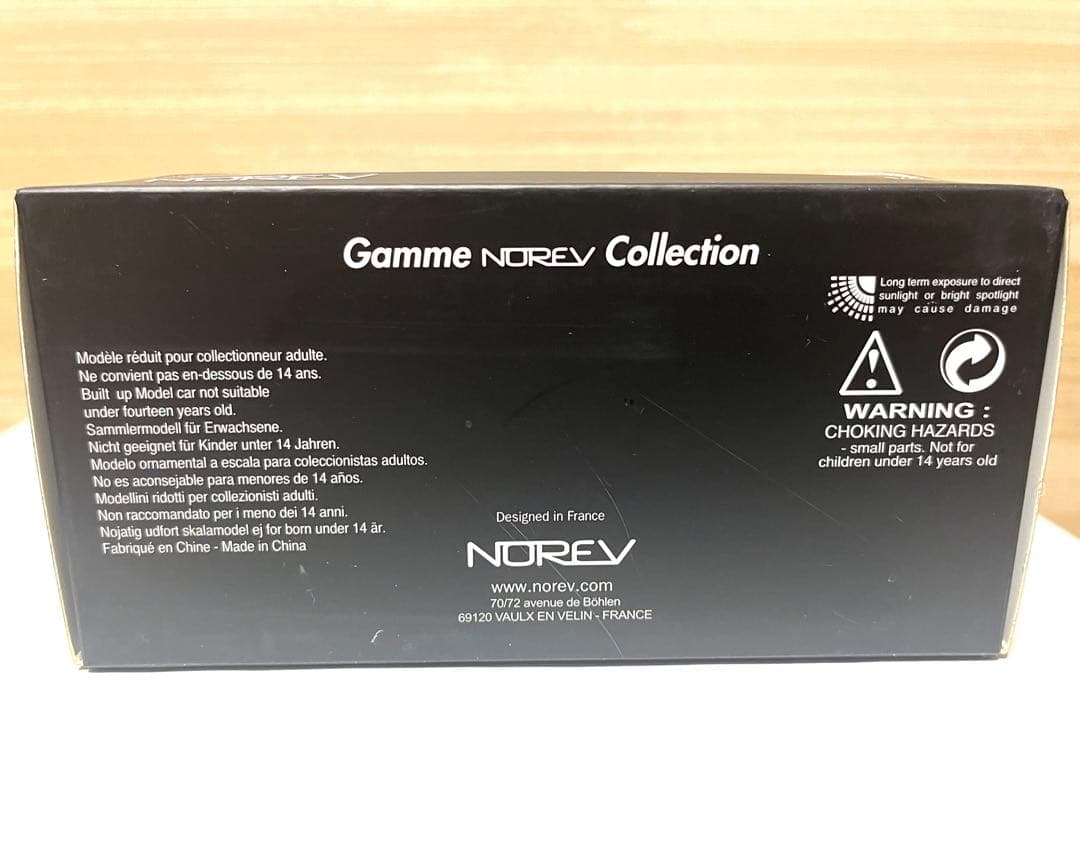 Gamme NOREV Collection
Long term exposure to direct
sunlight or bright spotlight
may cause damage
WARNING :
CHOKING HAZARDS
- small parts. Not for
children under 14 years old
Modèle réduit pour collectionneur adulte.
Ne convient pas en-dessous de 14 ans.
Built up Model car not suitable
under fourteen years old.
Sammlermodell für Erwachsene.
Nicht geeignet für Kinder unter 14 Jahren.
Modelo ornamental a escala para coleccionistas adultos.
No es aconsejable para menores de 14 años.
Modellini ridotti per collezionisti adulti.
Non raccomandato per i meno dei 14 anni.
Nojatig udfort skalamodel ej for born under 14 är.
Fabriqué en Chine - Made in China
Designed in France
NOREV
www.norev.com
70/72 avenue de Böhlen
69120 VAULX EN VELIN - FRANCE